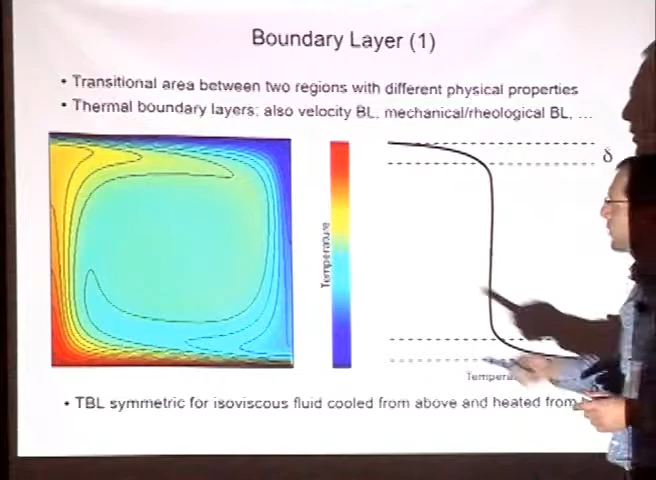 Boundary Layer (1)
• Transitional area between two regions with different physical properties
• Thermal boundary layers; also velocity BL, mechanical/rheological BL, ...
δ
Temperature
• TBL symmetric for isoviscous fluid cooled from above and heated from